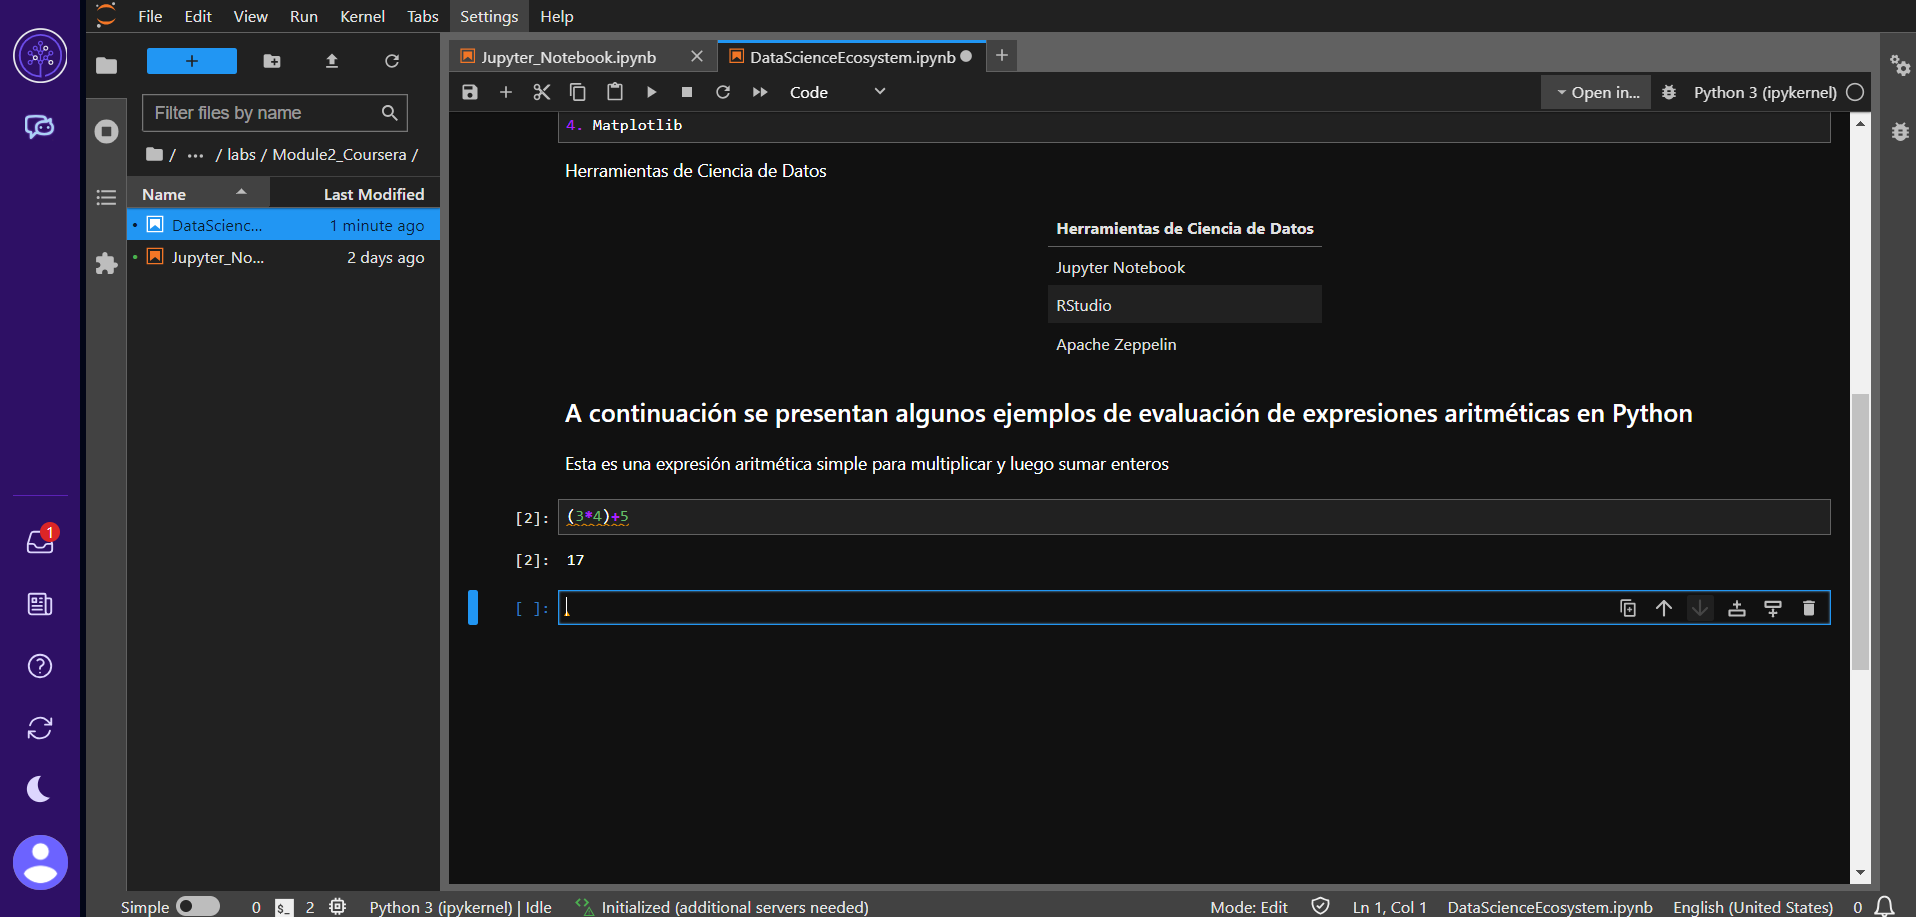 File Edit View Run Kernel Tabs Settings Help
+
Filter files by name
/ ··· / labs / Module2_Coursera /
Name Last Modified
• DataScienc... 1 minute ago
• Jupyter_No... 2 days ago
Jupyter_Notebook.ipynb
DataScienceEcosystem.ipynb
Code
Open in...
Python 3 (ipykernel)
4. Matplotlib
Herramientas de Ciencia de Datos
Herramientas de Ciencia de Datos
Jupyter Notebook
RStudio
Apache Zeppelin
A continuación se presentan algunos ejemplos de evaluación de expresiones aritméticas en Python
Esta es una expresión aritmética simple para multiplicar y luego sumar enteros
[2]: (3*4)+5
[2]: 17
[ ]:
1
Simple 0 $_ 2 Python 3 (ipykernel) | Idle Initialized (additional servers needed) Mode: Edit Ln 1, Col 1 DataScienceEcosystem.ipynb English (United States) 0